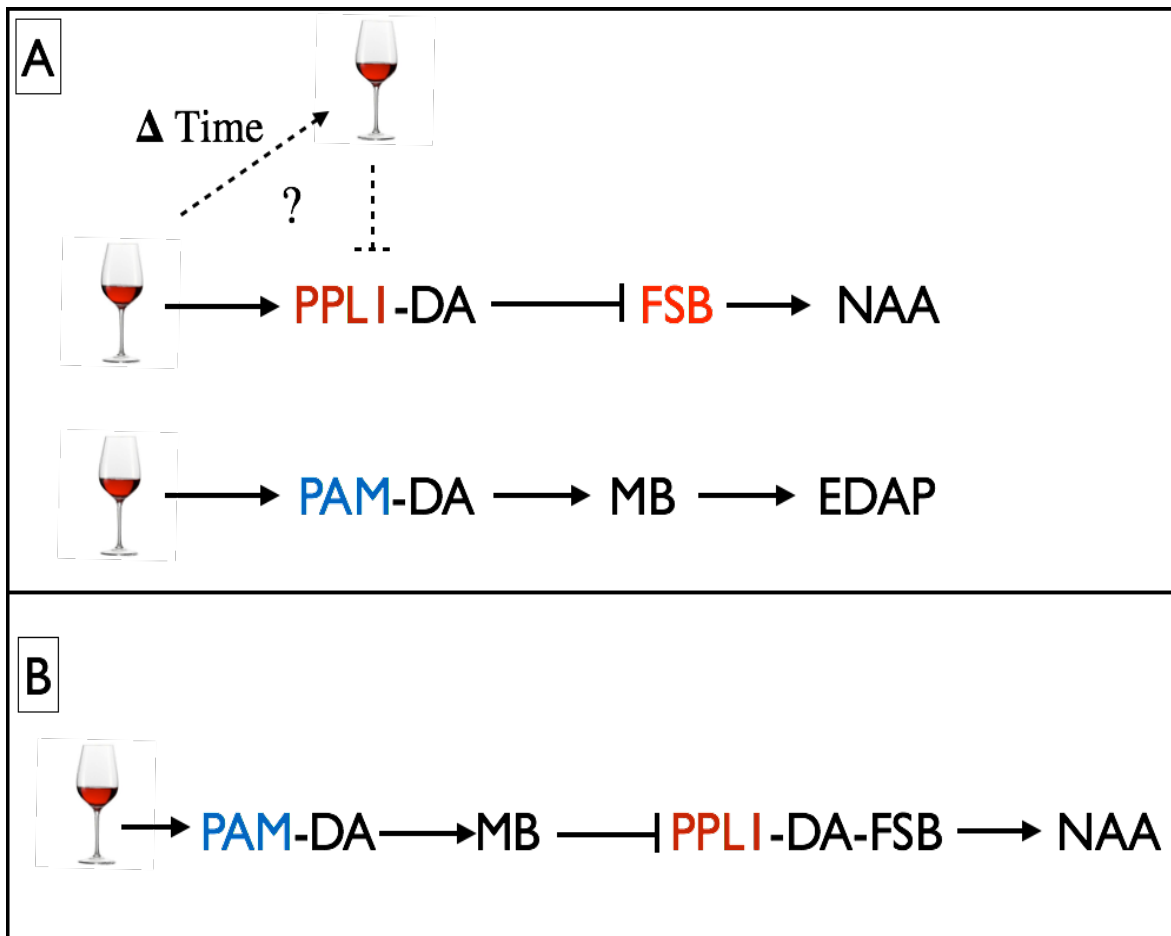 A
Δ Time
?
PPL1-DA FSB NAA
PAM-DA MB EDAP
B
PAM-DA MB PPL1-DA-FSB NAA